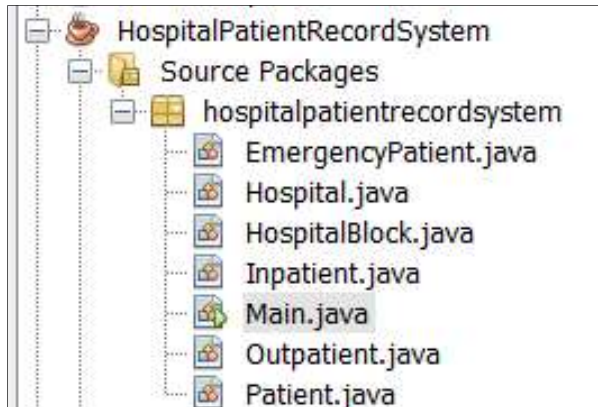 HospitalPatientRecordSystem
Source Packages
hospitalpatientrecordsystem
EmergencyPatient.java
Hospital.java
HospitalBlock.java
Inpatient.java
Main.java
Outpatient.java
Patient.java